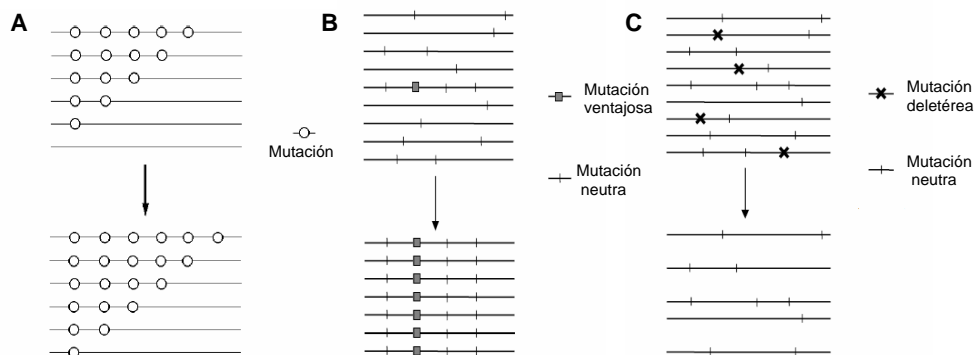 A
B
C
Mutación
Mutación
ventajosa
Mutación
neutra
Mutación
deletérea
Mutación
neutra